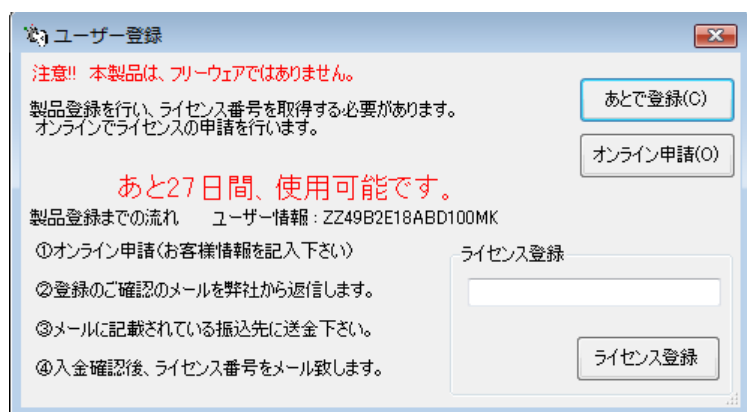 ユーザー登録
注意!! 本製品は、フリーウェアではありません。
製品登録を行い、ライセンス番号を取得する必要があります。
オンラインでライセンスの申請を行います。
あとで登録(C)
オンライン申請(O)
あと27日間、使用可能です。
製品登録までの流れ ユーザー情報：ZZ49B2E18ABD100MK
①オンライン申請(お客様情報を記入下さい)
②登録のご確認のメールを弊社から返信します。
③メールに記載されている振込先に送金下さい。
④入金確認後、ライセンス番号をメール致します。
ライセンス登録
ライセンス登録